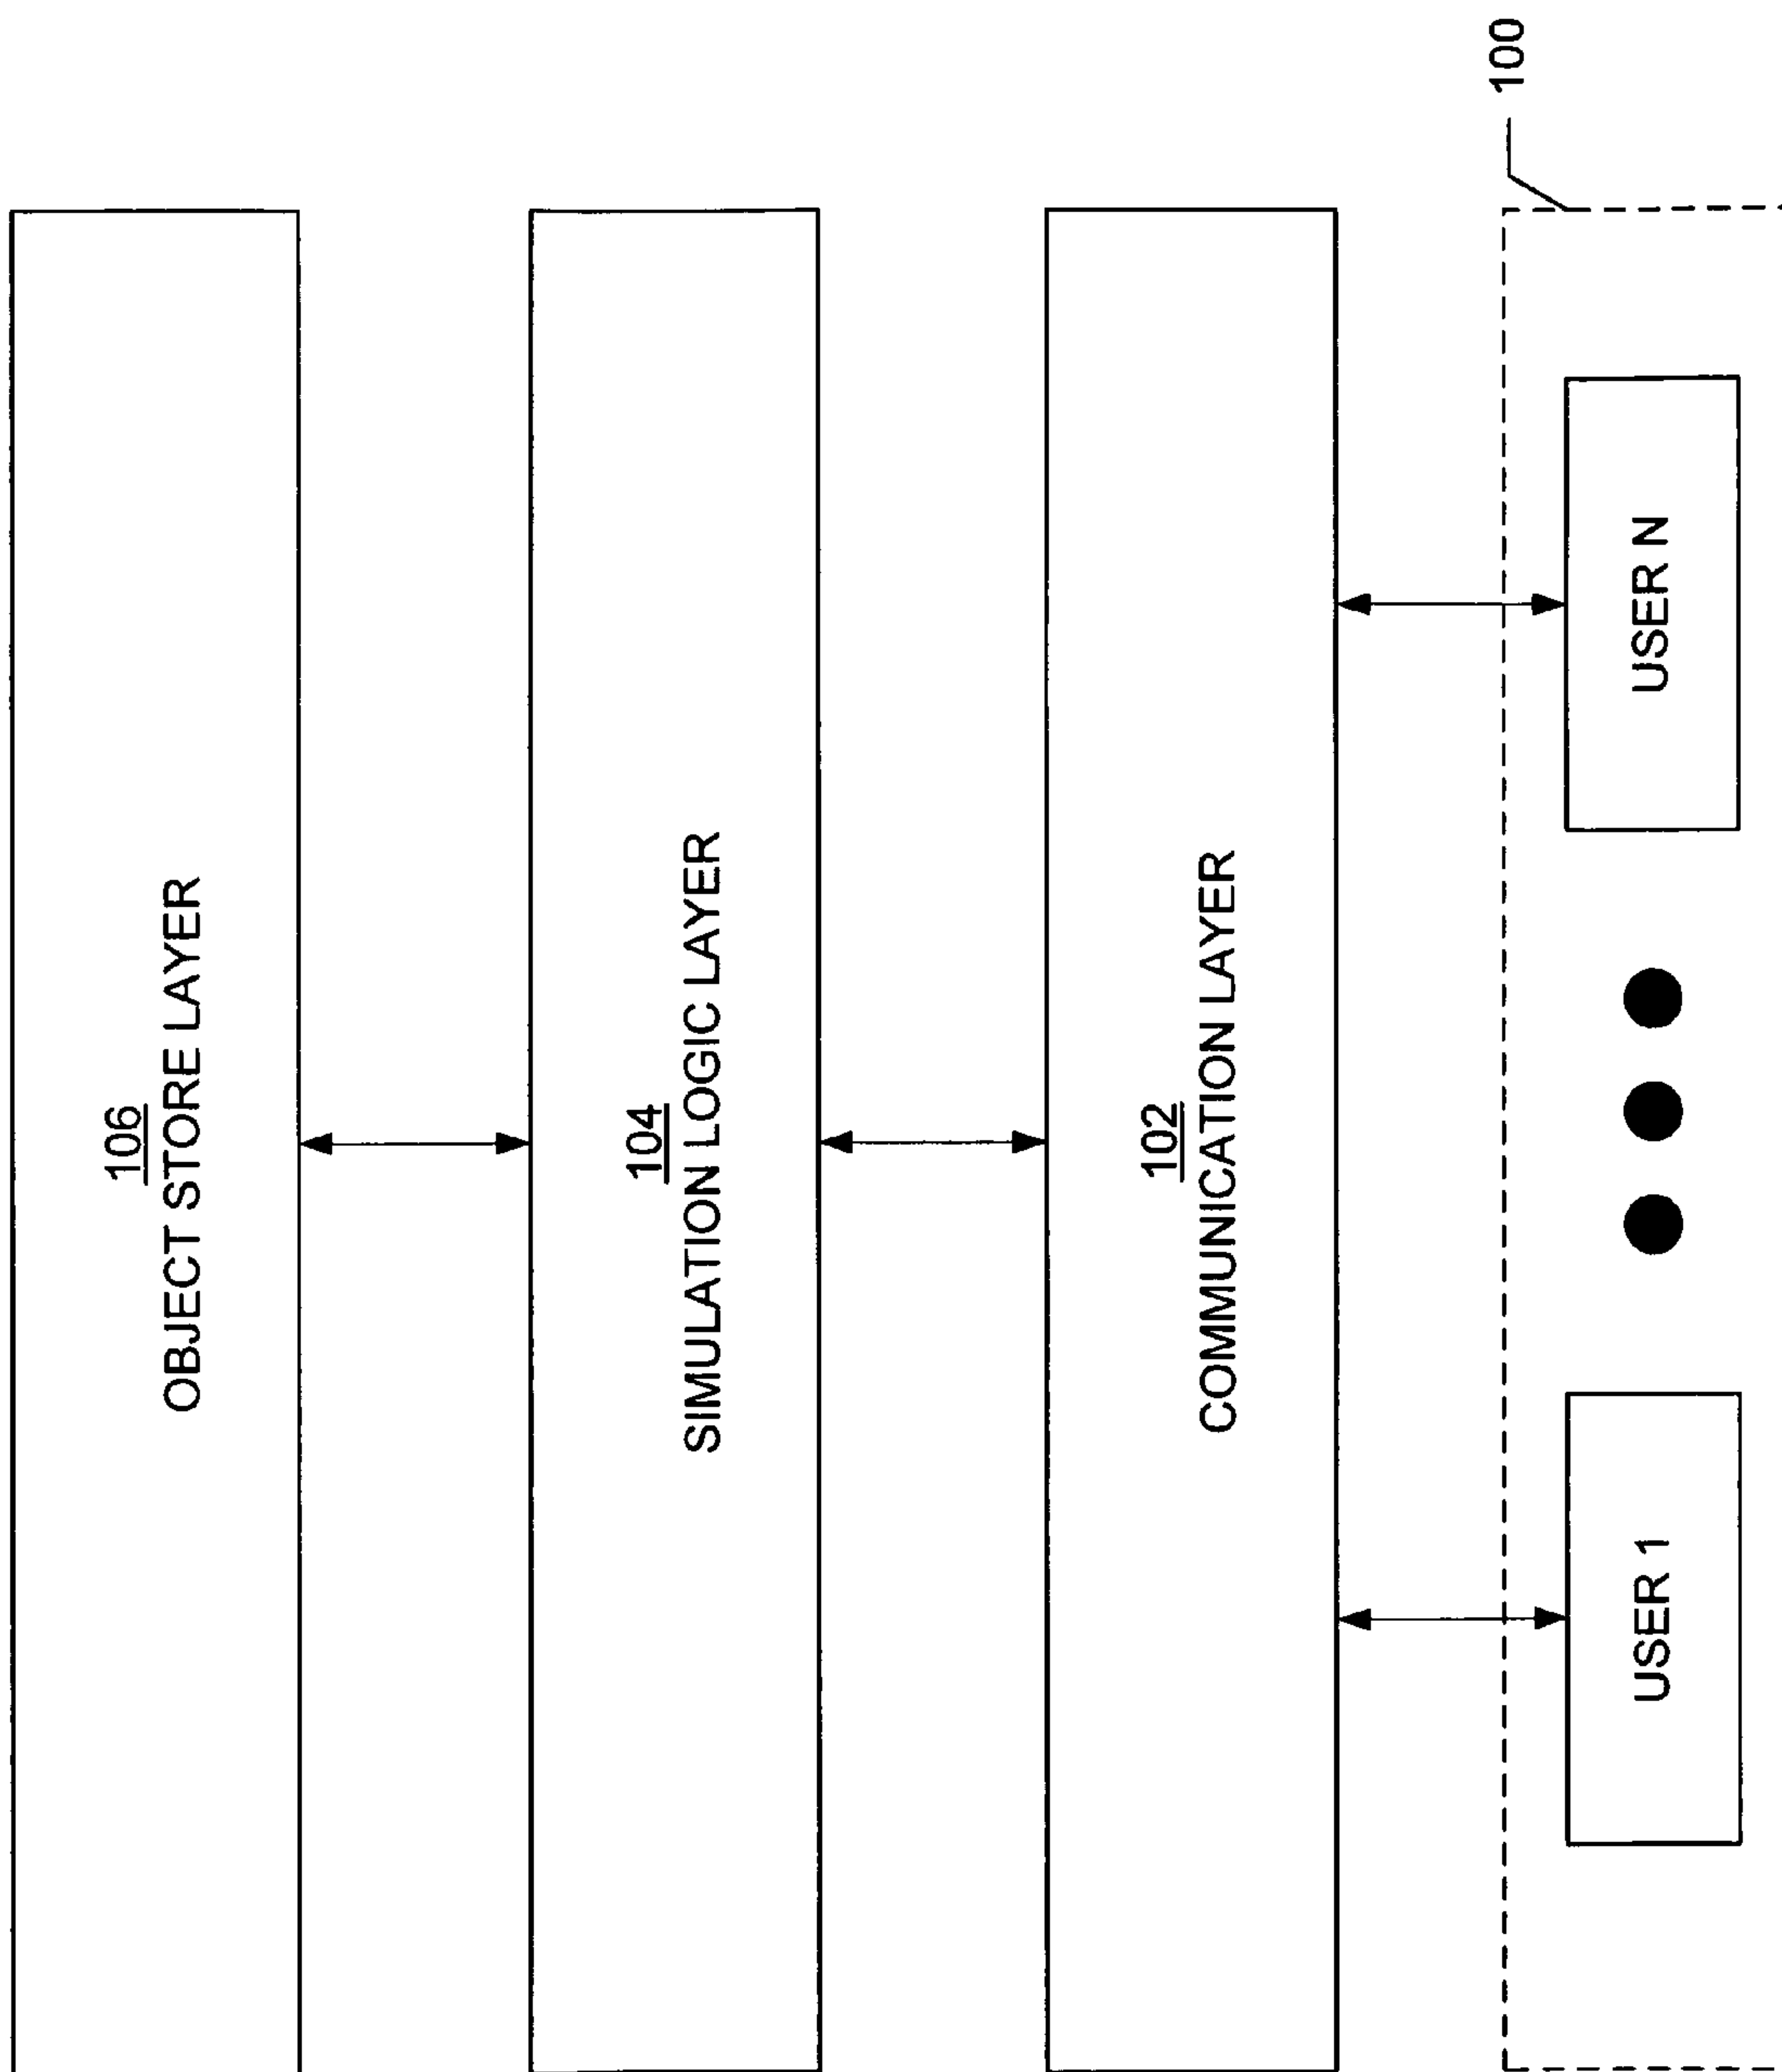 106
OBJECT STORE LAYER
104
SIMULATION LOGIC LAYER
102
COMMUNICATION LAYER
100
USER 1
USER N